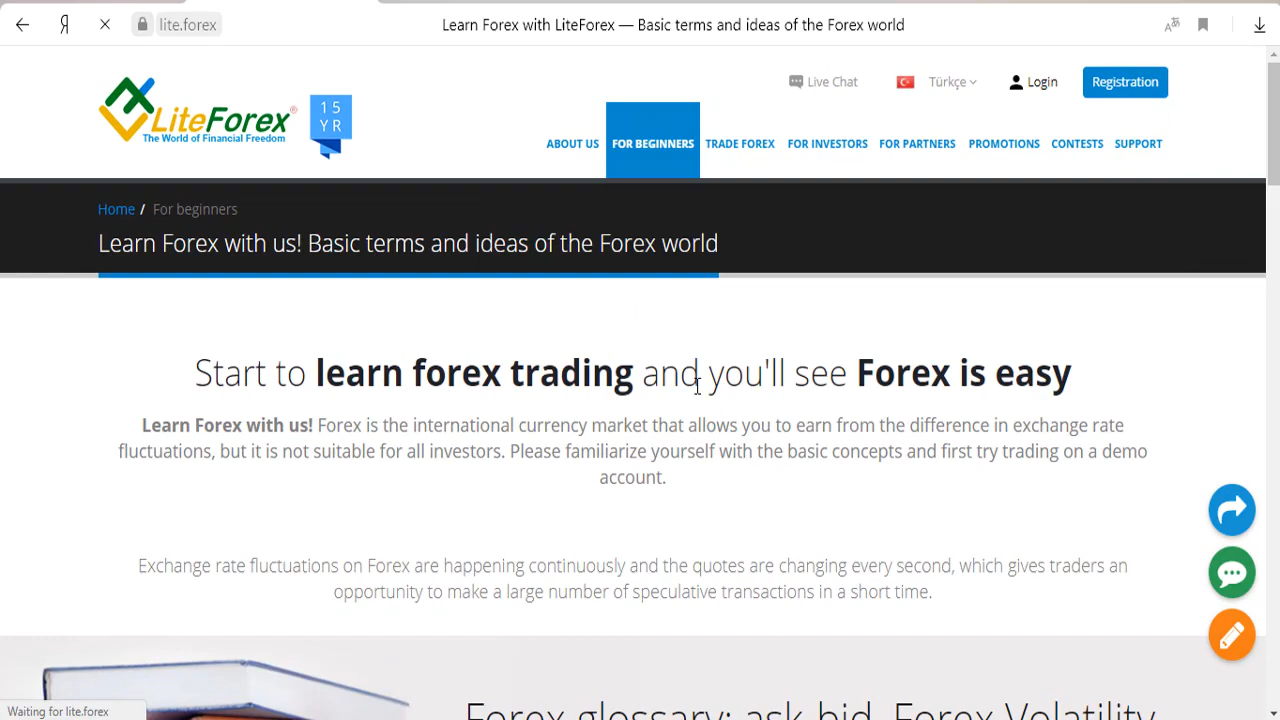 lite.forex
Learn Forex with LiteForex — Basic terms and ideas of the Forex world
LiteForex®
The World of Financial Freedom
15
YR
Live Chat
Türkçe
Login
Registration
ABOUT US
FOR BEGINNERS
TRADE FOREX
FOR INVESTORS
FOR PARTNERS
PROMOTIONS
CONTESTS
SUPPORT
Home / For beginners
Learn Forex with us! Basic terms and ideas of the Forex world
Start to learn forex trading and you'll see Forex is easy
Learn Forex with us! Forex is the international currency market that allows you to earn from the difference in exchange rate
fluctuations, but it is not suitable for all investors. Please familiarize yourself with the basic concepts and first try trading on a demo
account.
Exchange rate fluctuations on Forex are happening continuously and the quotes are changing every second, which gives traders an
opportunity to make a large number of speculative transactions in a short time.
Forex glossary: ask, bid, Forex Volatility
Waiting for lite.forex